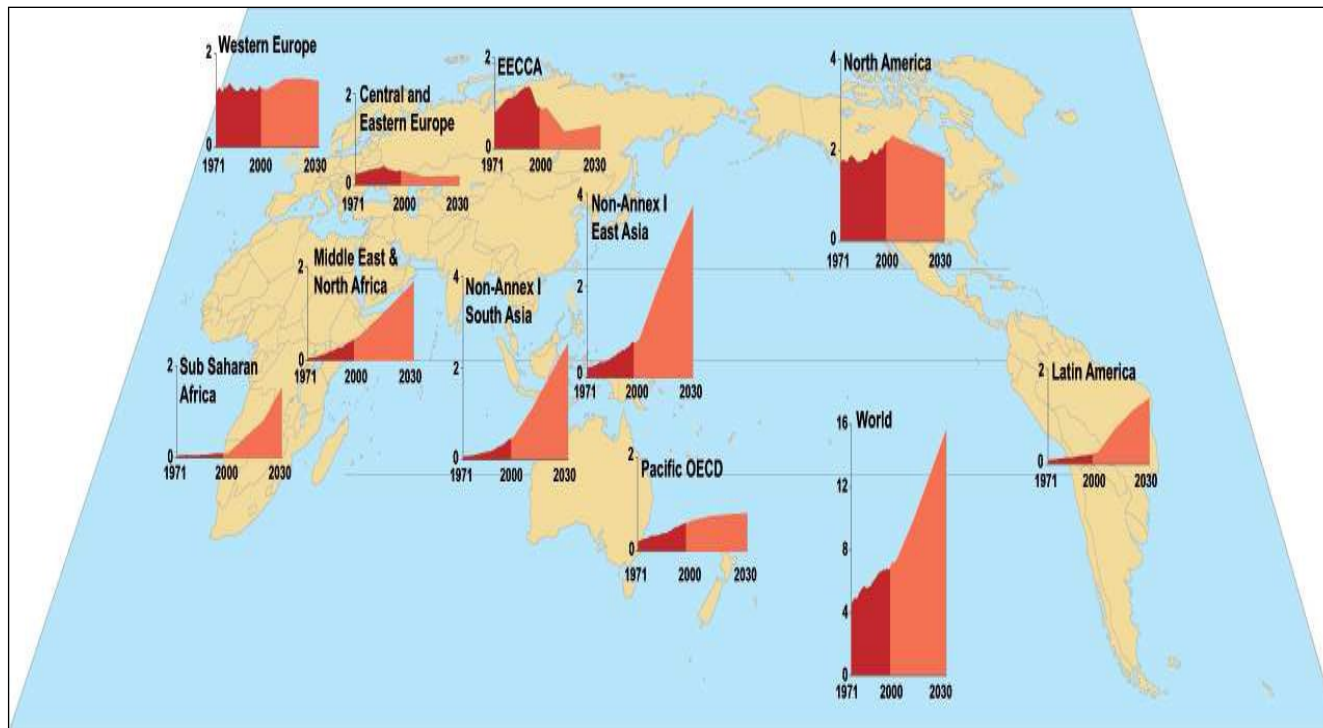 Western Europe
2
0
1971 2000 2030
Central and
Eastern Europe
2
0
1971 2000 2030
EECCA
2
0
1971 2000 2030
North America
4
2
0
1971 2000 2030
Non-Annex I
East Asia
4
2
0
1971 2000 2030
Middle East &
North Africa
2
0
1971 2000 2030
Non-Annex I
South Asia
4
2
0
1971 2000 2030
Sub Saharan
Africa
2
0
1971 2000 2030
Latin America
2
0
1971 2000 2030
World
16
12
8
4
0
1971 2000 2030
Pacific OECD
2
0
1971 2000 2030